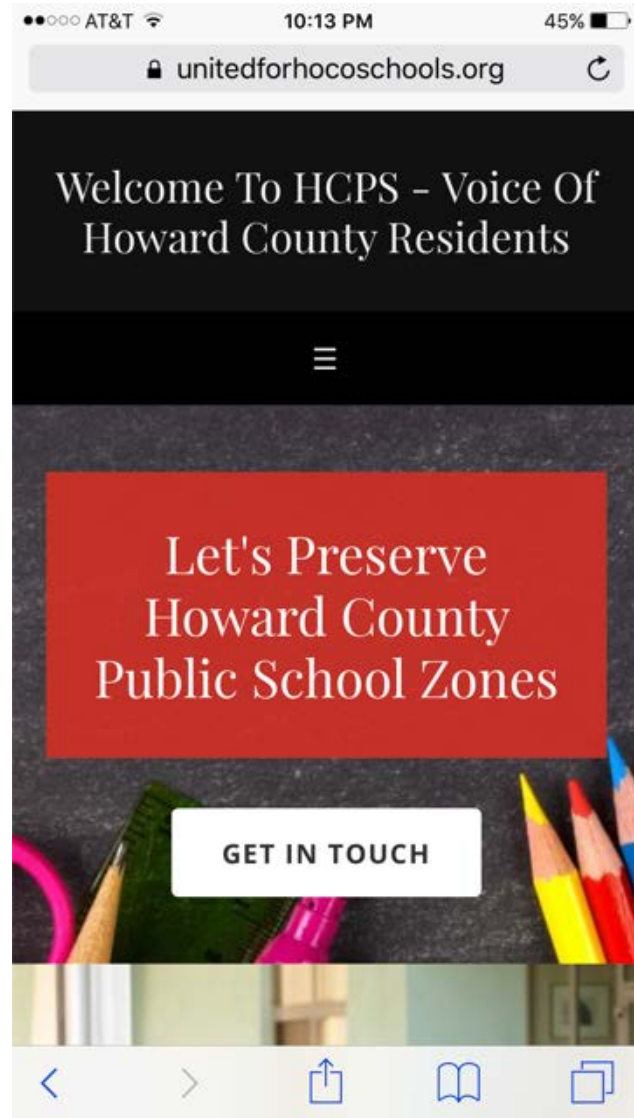 AT&T 10:13 PM 45%
unitedforhocoschools.org
Welcome To HCPS - Voice Of
Howard County Residents
Let's Preserve
Howard County
Public School Zones
GET IN TOUCH